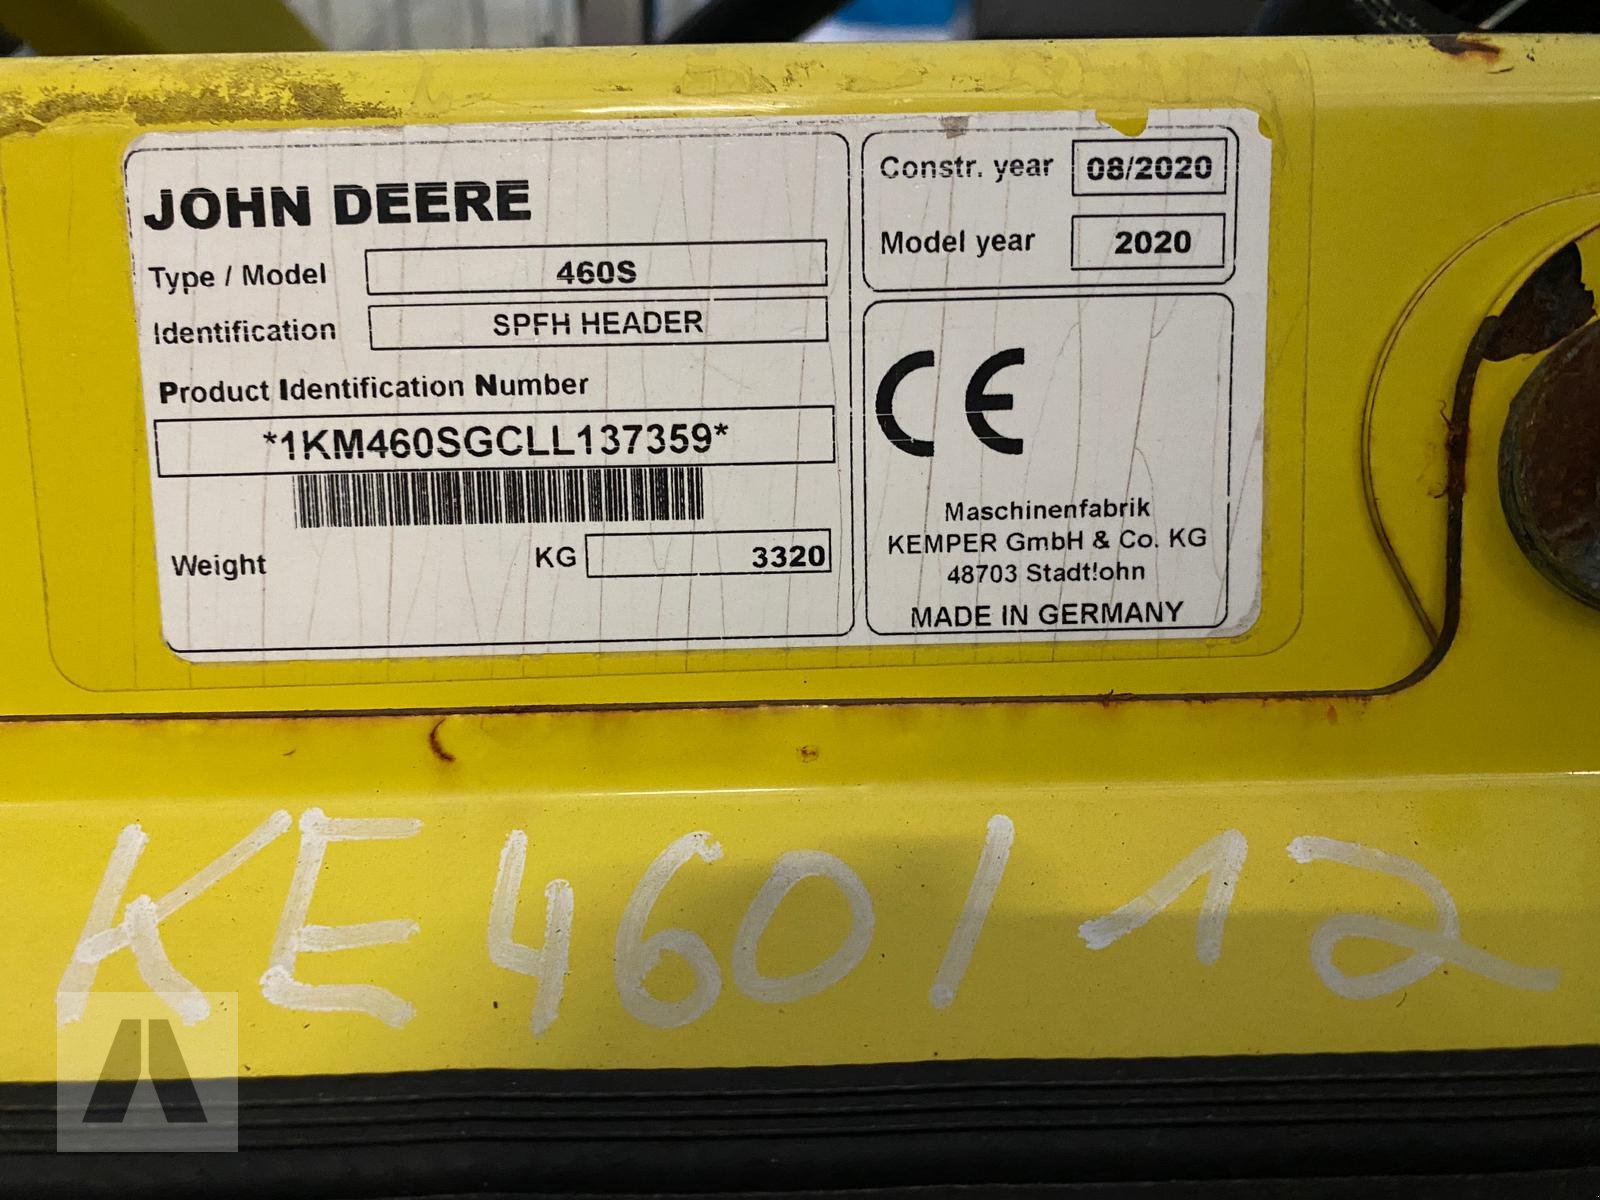 JOHN DEERE
Type / Model 460S
Identification SPFH HEADER
Product Identification Number
*1KM460SGCLL137359*
Weight KG 3320
Constr. year 08/2020
Model year 2020
CE
Maschinenfabrik
KEMPER GmbH & Co. KG
48703 Stadtlohn
MADE IN GERMANY
KE460/12